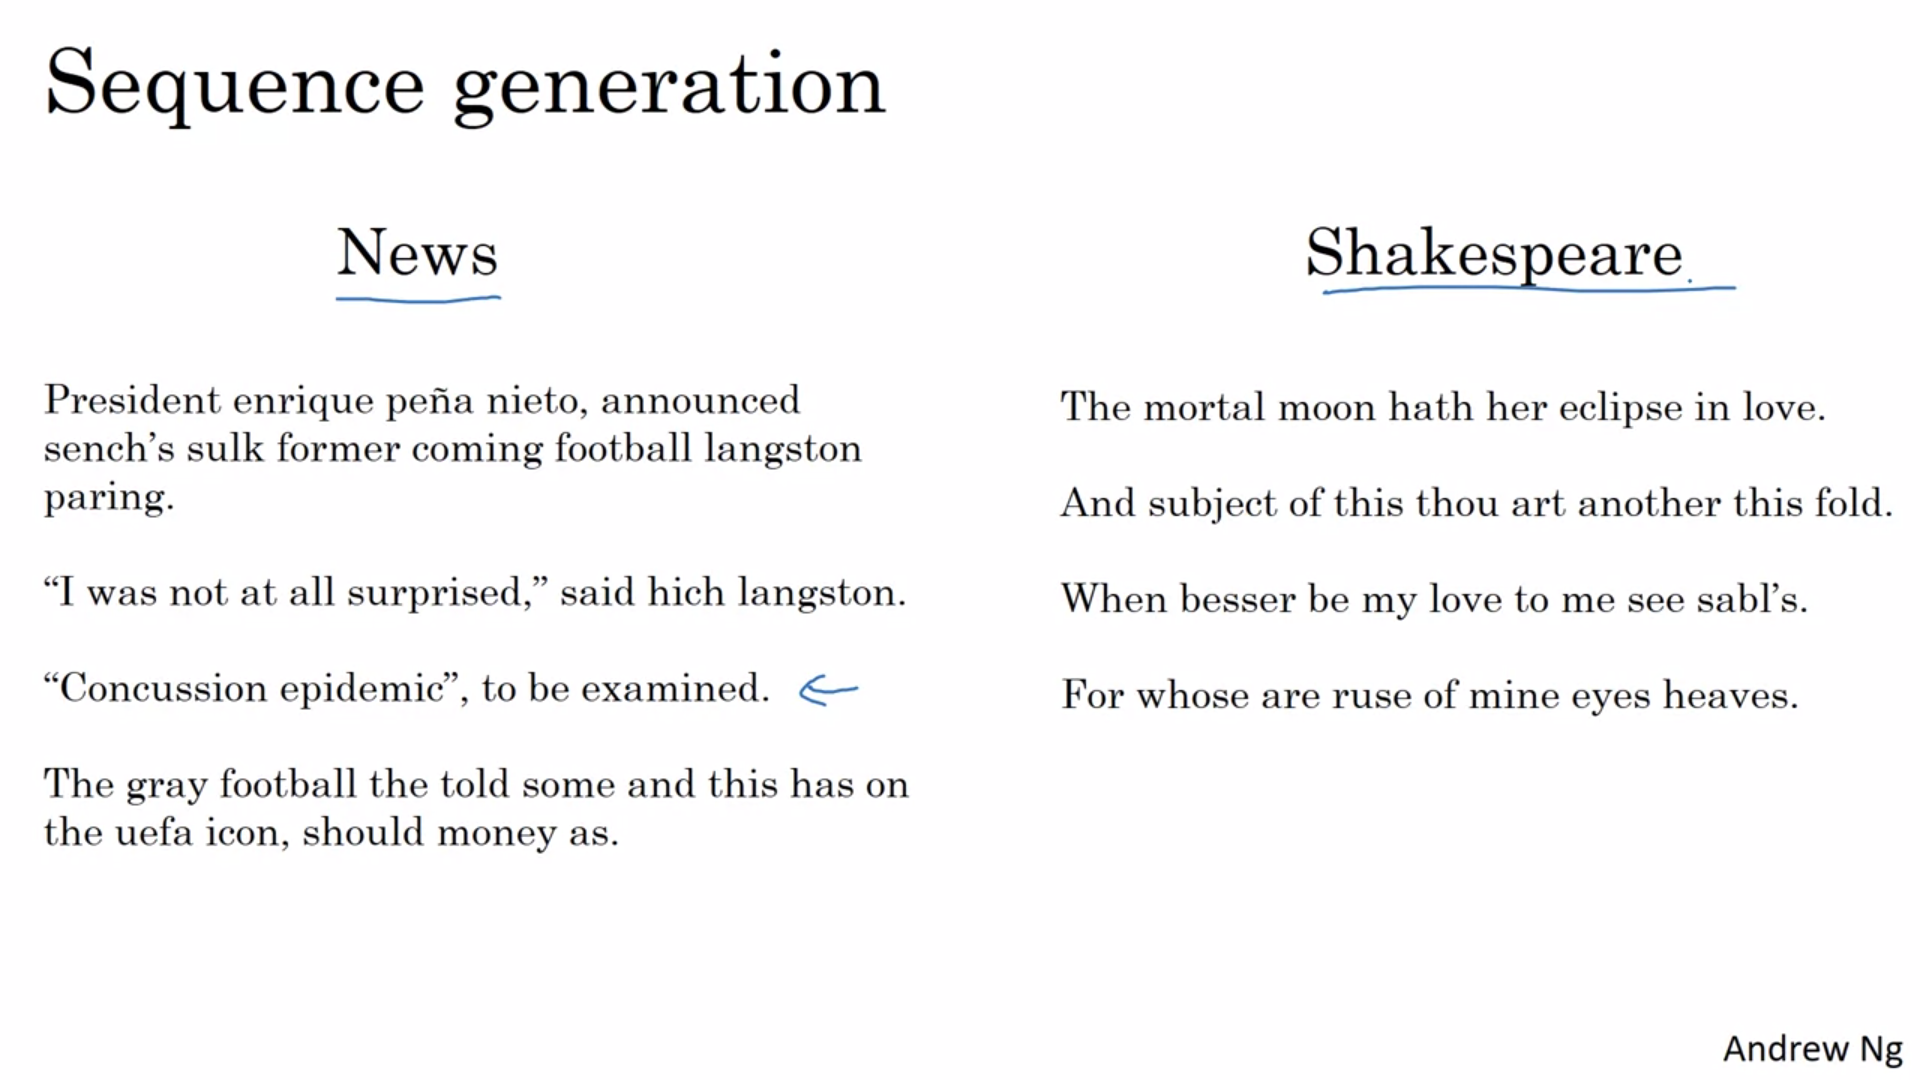 Sequence generation
News
President enrique peña nieto, announced
sench’s sulk former coming football langston
paring.
“I was not at all surprised,” said hich langston.
“Concussion epidemic”, to be examined.
The gray football the told some and this has on
the uefa icon, should money as.
Shakespeare
The mortal moon hath her eclipse in love.
And subject of this thou art another this fold.
When besser be my love to me see sabl’s.
For whose are ruse of mine eyes heaves.
Andrew Ng